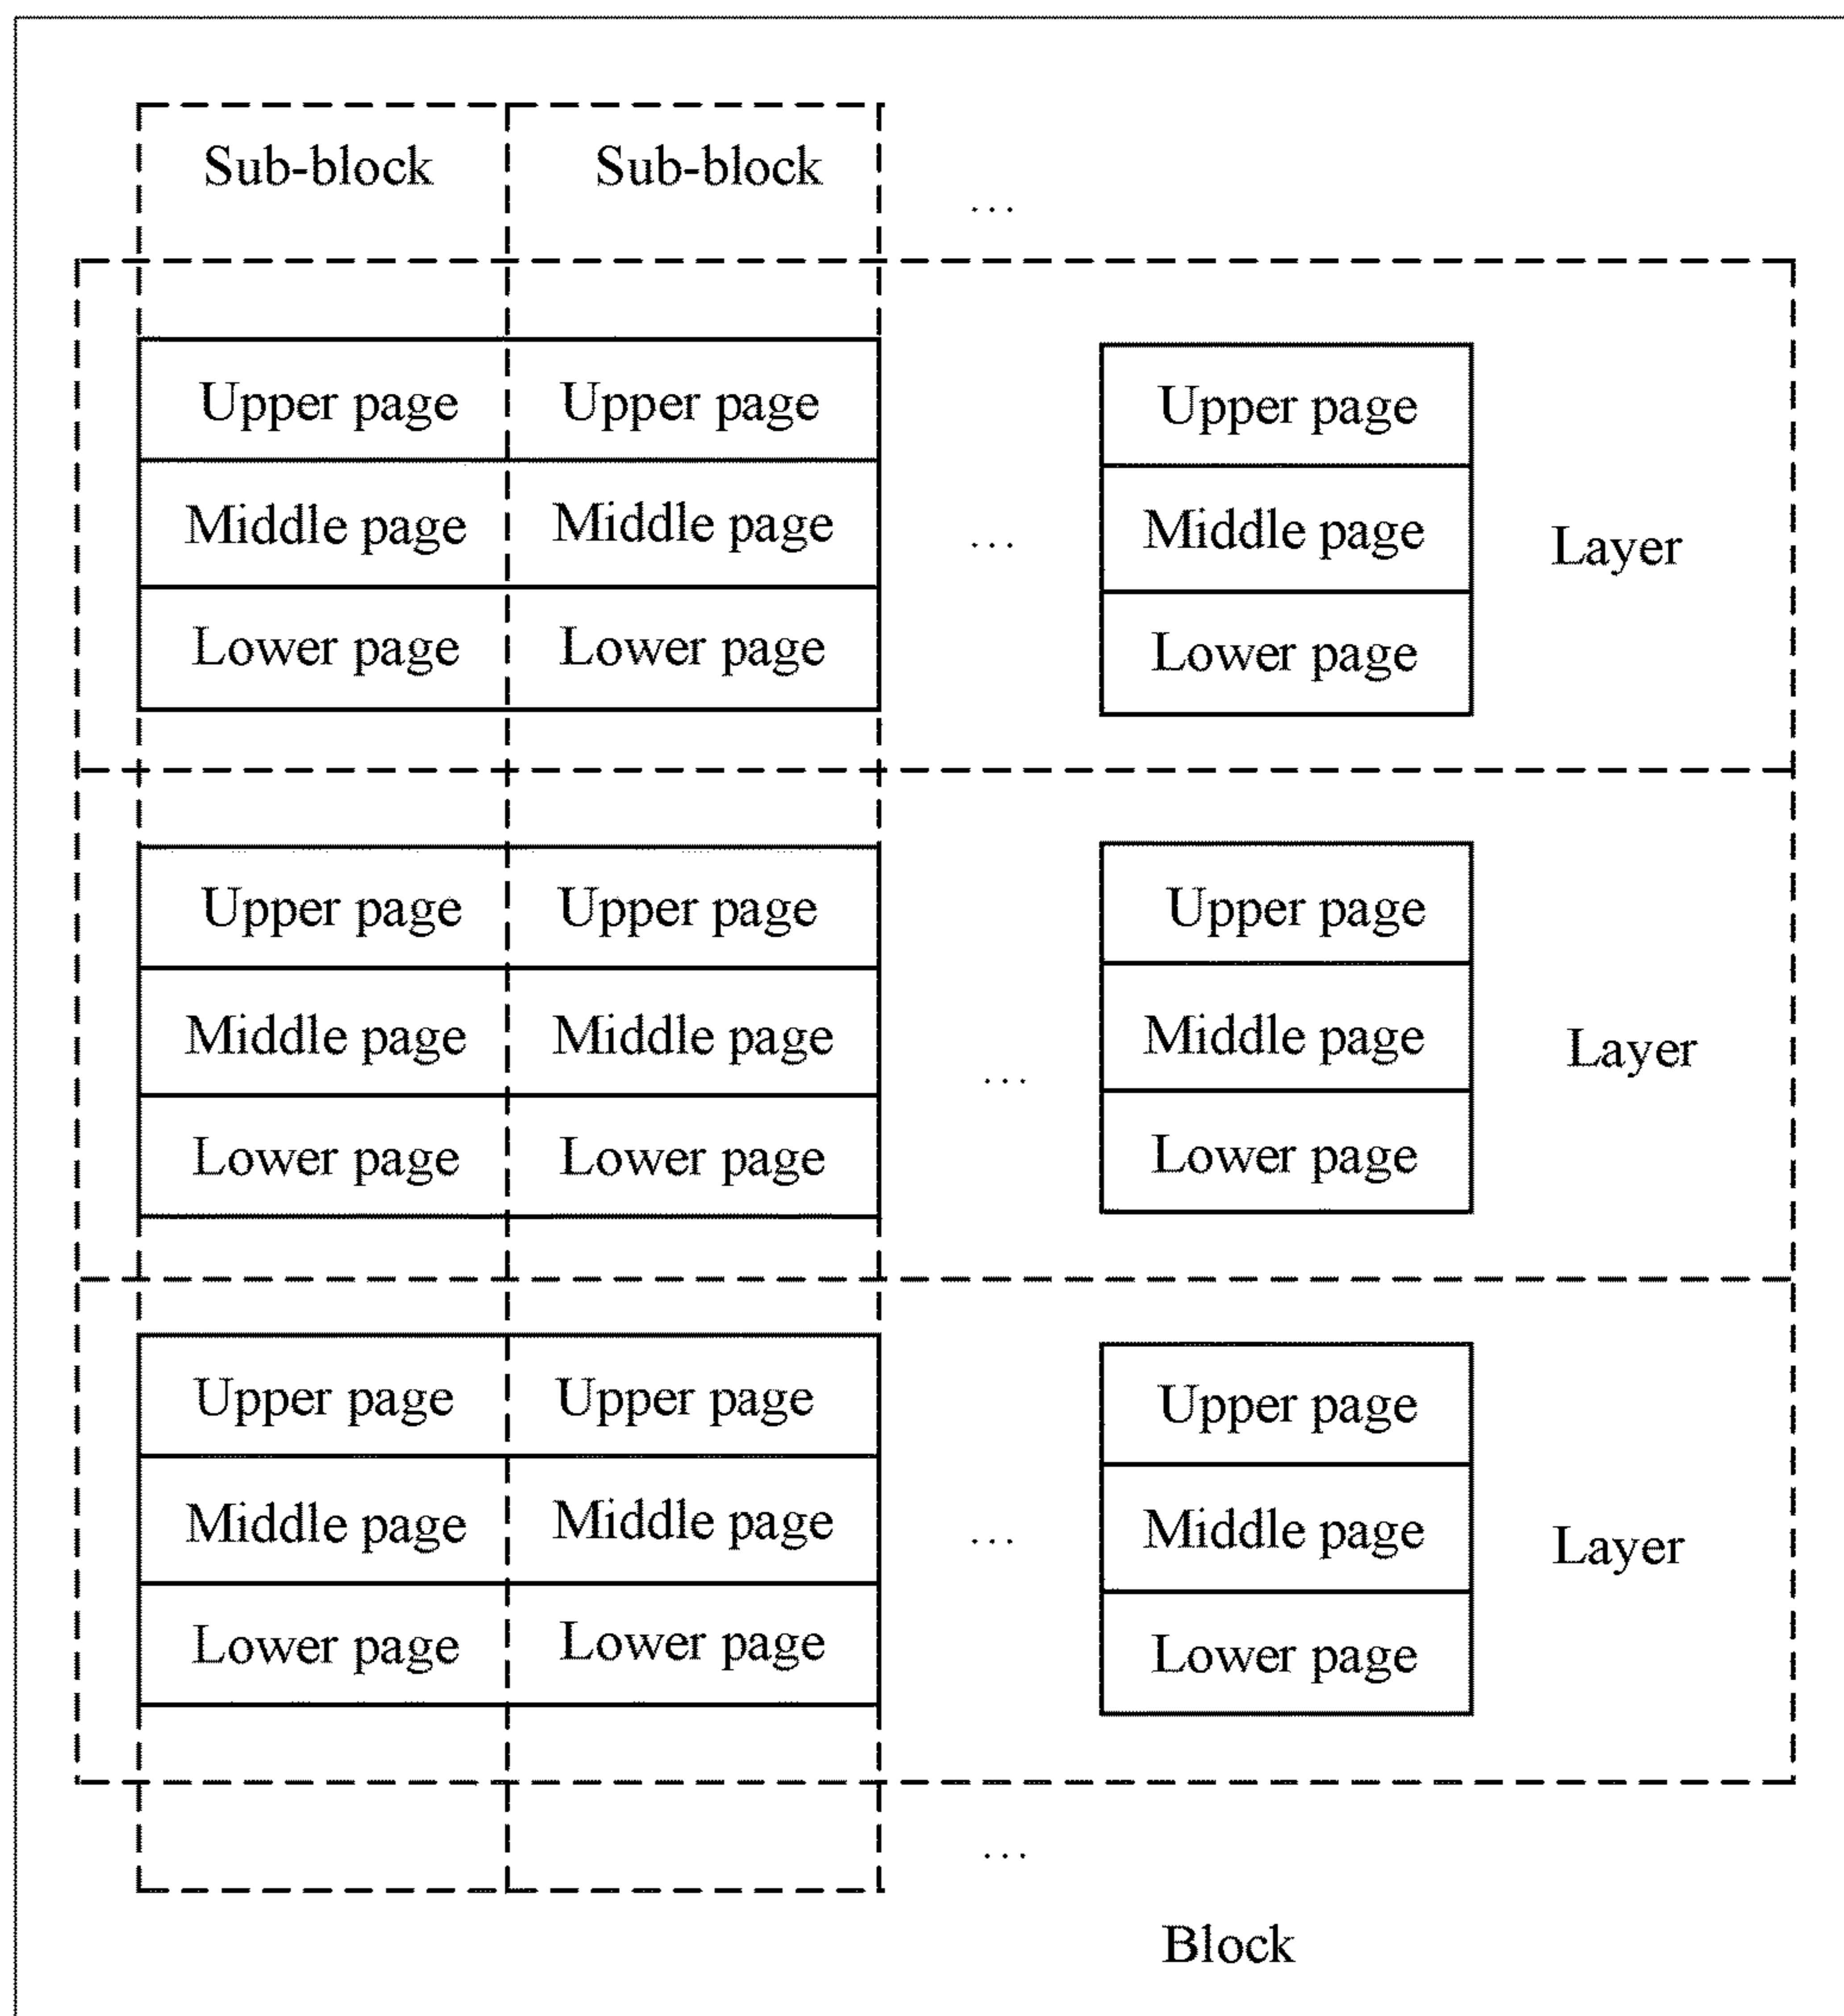 Sub-block Sub-block
...
Upper page Upper page Upper page
Middle page Middle page ... Middle page Layer
Lower page Lower page Lower page
Upper page Upper page Upper page
Middle page Middle page ... Middle page Layer
Lower page Lower page Lower page
Upper page Upper page Upper page
Middle page Middle page ... Middle page Layer
Lower page Lower page Lower page
...
Block